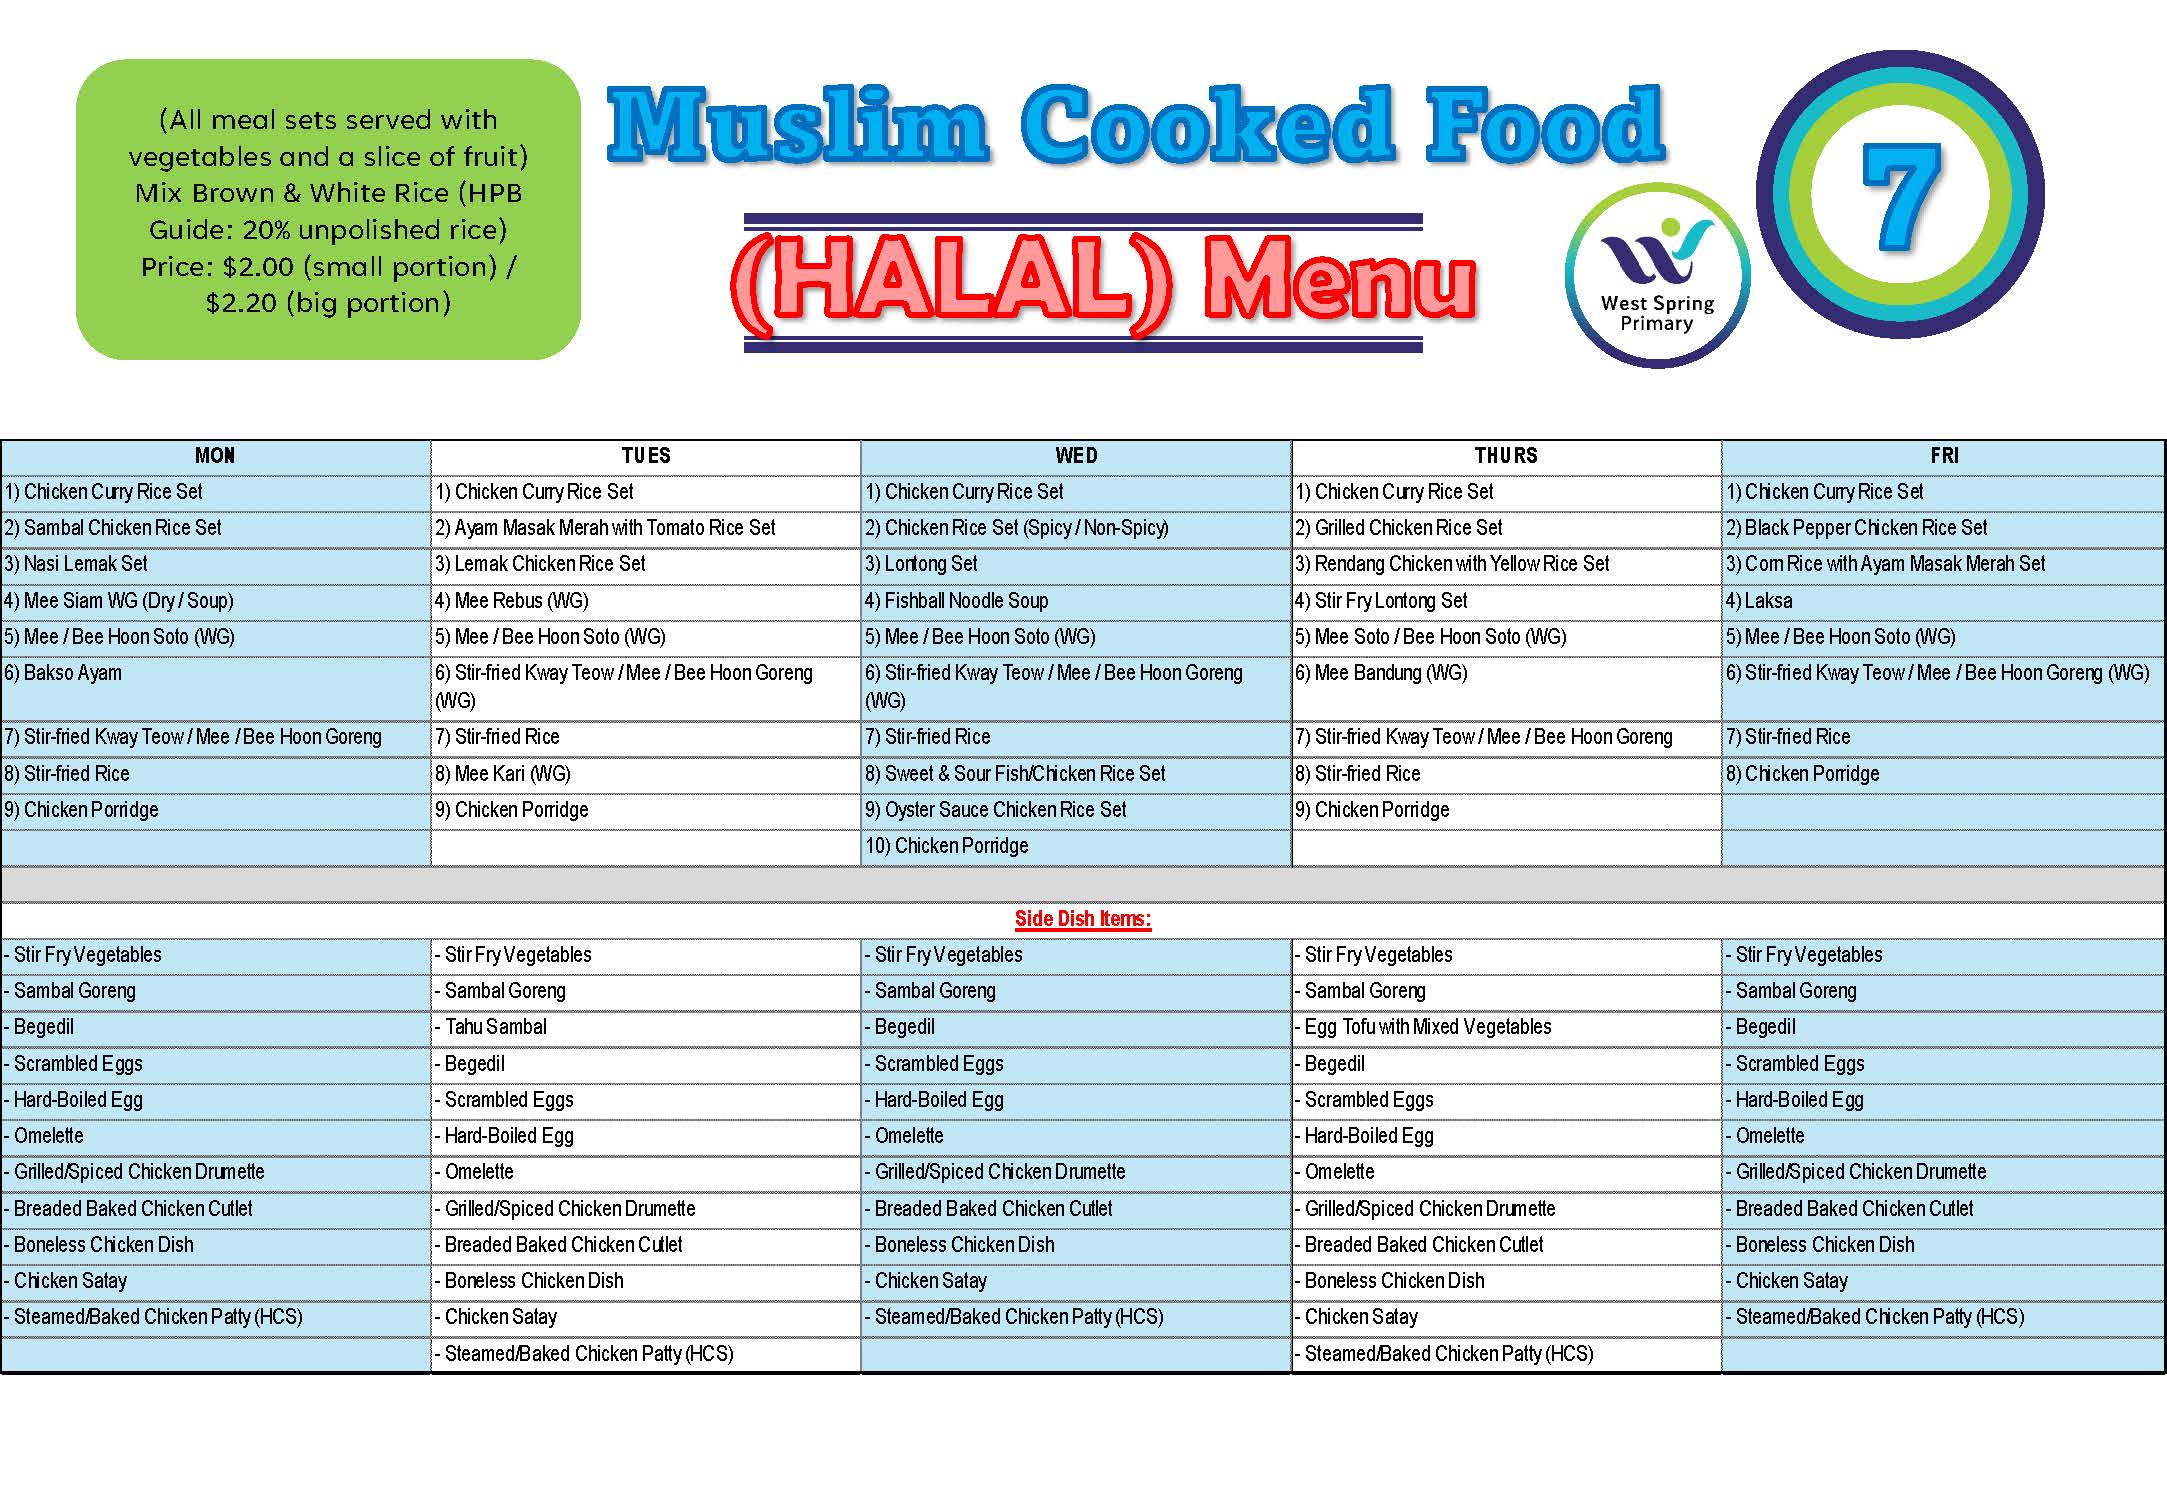 (All meal sets served with
vegetables and a slice of fruit)
Mix Brown & White Rice (HPB
Guide: 20% unpolished rice)
Price: $2.00 (small portion) /
$2.20 (big portion)
Muslim Cooked Food
(HALAL) Menu
West Spring
Primary
7
MON TUES WED THURS FRI
1) Chicken Curry Rice Set 1) Chicken Curry Rice Set 1) Chicken Curry Rice Set 1) Chicken Curry Rice Set 1) Chicken Curry Rice Set
2) Sambal Chicken Rice Set 2) Ayam Masak Merah with Tomato Rice Set 2) Chicken Rice Set (Spicy / Non-Spicy) 2) Grilled Chicken Rice Set 2) Black Pepper Chicken Rice Set
3) Nasi Lemak Set 3) Lemak Chicken Rice Set 3) Lontong Set 3) Rendang Chicken with Yellow Rice Set 3) Corn Rice with Ayam Masak Merah Set
4) Mee Siam WG (Dry / Soup) 4) Mee Rebus (WG) 4) Fishball Noodle Soup 4) Stir Fry Lontong Set 4) Laksa
5) Mee / Bee Hoon Soto (WG) 5) Mee / Bee Hoon Soto (WG) 5) Mee / Bee Hoon Soto (WG) 5) Mee Soto / Bee Hoon Soto (WG) 5) Mee / Bee Hoon Soto (WG)
6) Bakso Ayam 6) Stir-fried Kway Teow / Mee / Bee Hoon Goreng 6) Stir-fried Kway Teow / Mee / Bee Hoon Goreng 6) Mee Bandung (WG) 6) Stir-fried Kway Teow / Mee / Bee Hoon Goreng (WG)
(WG) (WG)
7) Stir-fried Kway Teow / Mee / Bee Hoon Goreng 7) Stir-fried Rice 7) Stir-fried Rice 7) Stir-fried Kway Teow / Mee / Bee Hoon Goreng 7) Stir-fried Rice
8) Stir-fried Rice 8) Mee Kari (WG) 8) Sweet & Sour Fish/Chicken Rice Set 8) Stir-fried Rice 8) Chicken Porridge
9) Chicken Porridge 9) Chicken Porridge 9) Oyster Sauce Chicken Rice Set 9) Chicken Porridge
10) Chicken Porridge
Side Dish Items:
- Stir Fry Vegetables - Stir Fry Vegetables - Stir Fry Vegetables - Stir Fry Vegetables - Stir Fry Vegetables
- Sambal Goreng - Sambal Goreng - Sambal Goreng - Sambal Goreng - Sambal Goreng
- Begedil - Tahu Sambal - Begedil - Egg Tofu with Mixed Vegetables - Begedil
- Scrambled Eggs - Begedil - Scrambled Eggs - Begedil - Scrambled Eggs
- Hard-Boiled Egg - Scrambled Eggs - Hard-Boiled Egg - Scrambled Eggs - Hard-Boiled Egg
- Omelette - Hard-Boiled Egg - Omelette - Hard-Boiled Egg - Omelette
- Grilled/Spiced Chicken Drumette - Omelette - Grilled/Spiced Chicken Drumette - Omelette - Grilled/Spiced Chicken Drumette
- Breaded Baked Chicken Cutlet - Grilled/Spiced Chicken Drumette - Breaded Baked Chicken Cutlet - Grilled/Spiced Chicken Drumette - Breaded Baked Chicken Cutlet
- Boneless Chicken Dish - Breaded Baked Chicken Cutlet - Boneless Chicken Dish - Breaded Baked Chicken Cutlet - Boneless Chicken Dish
- Chicken Satay - Boneless Chicken Dish - Chicken Satay - Boneless Chicken Dish - Chicken Satay
- Steamed/Baked Chicken Patty (HCS) - Chicken Satay - Steamed/Baked Chicken Patty (HCS) - Chicken Satay - Steamed/Baked Chicken Patty (HCS)
- Steamed/Baked Chicken Patty (HCS) - Steamed/Baked Chicken Patty (HCS)